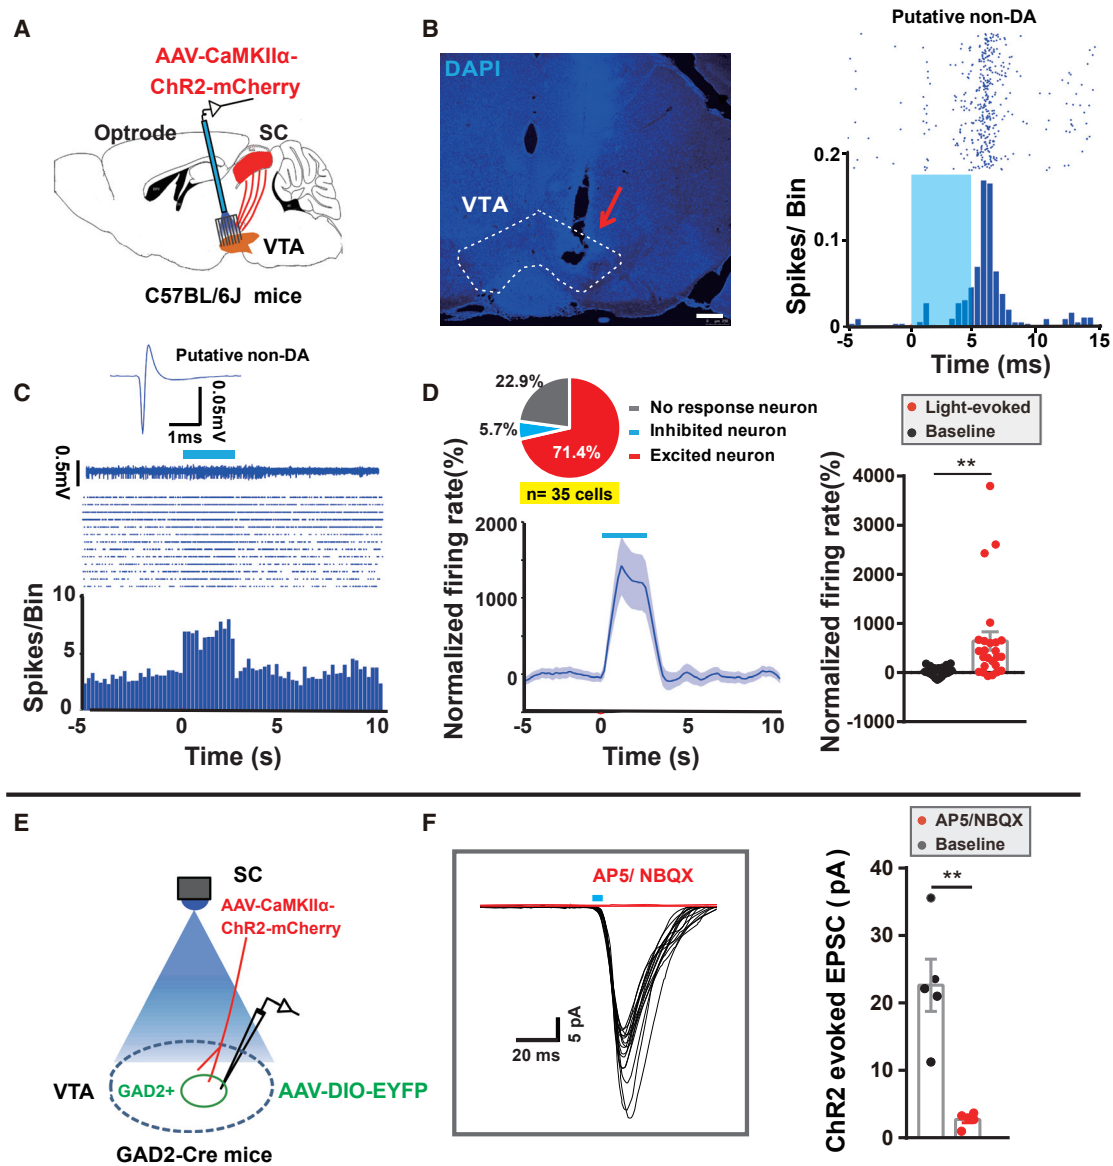 A
AAV-CaMKIIα-
ChR2-mCherry
Optrode
SC
VTA
C57BL/6J mice
B
DAPI
VTA
Putative non-DA
0.2
0.1
0
Spikes/ Bin
-5
0
5
10
15
Time (ms)
C
Putative non-DA
0.05mV
1ms
0.5mV
10
5
0
Spikes/Bin
-5
0
5
10
Time (s)
D
22.9%
5.7%
71.4%
No response neuron
Inhibited neuron
Excited neuron
n= 35 cells
Normalized firing rate(%)
2000
1000
0
-5
0
5
10
Time (s)
Light-evoked
Baseline
**
Normalized firing rate(%)
4000
3000
2000
1000
0
-1000
E
SC
AAV-CaMKIIα-
ChR2-mCherry
VTA
GAD2+
AAV-DIO-EYFP
GAD2-Cre mice
F
AP5/ NBQX
5 pA
20 ms
AP5/NBQX
Baseline
**
ChR2 evoked EPSC ( pA)
40
30
20
10
0